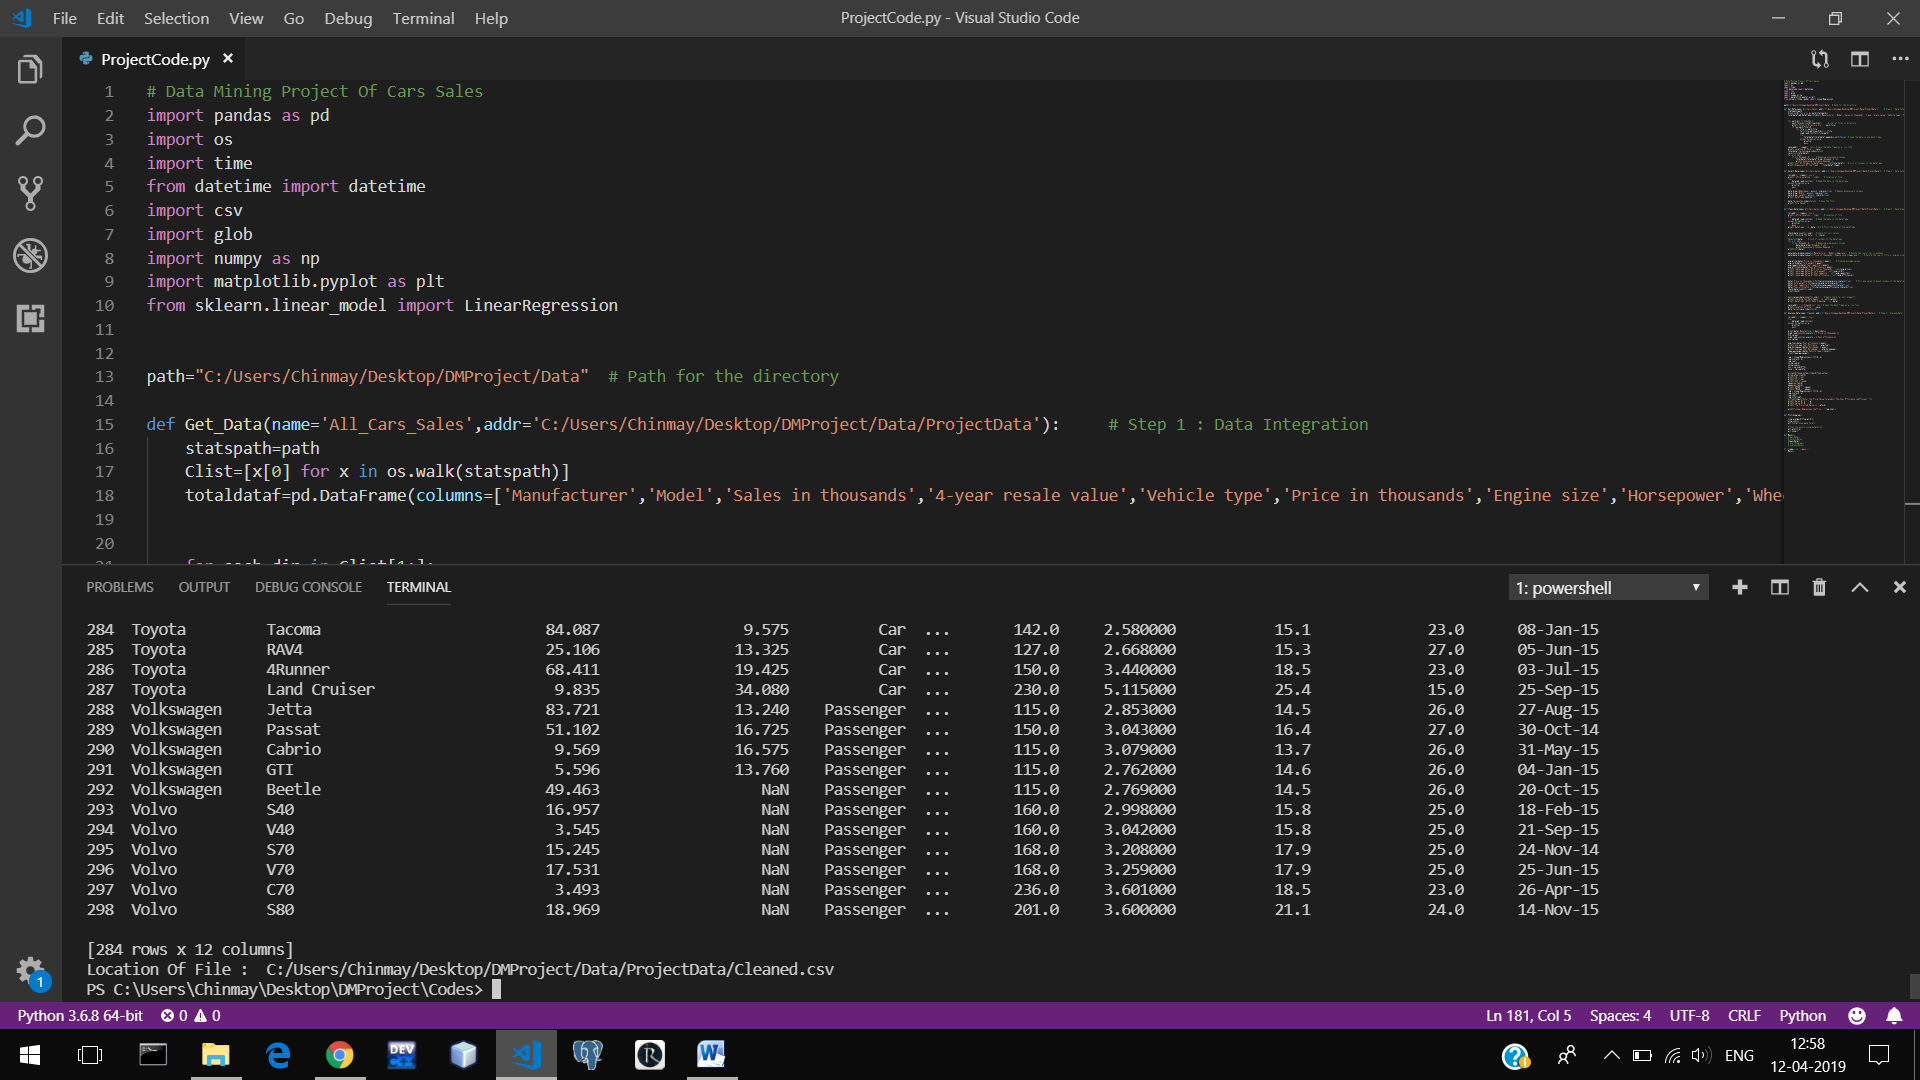 File Edit Selection View Go Debug Terminal Help
ProjectCode.py - Visual Studio Code
ProjectCode.py ×
1 # Data Mining Project Of Cars Sales
2 import pandas as pd
3 import os
4 import time
5 from datetime import datetime
6 import csv
7 import glob
8 import numpy as np
9 import matplotlib.pyplot as plt
10 from sklearn.linear_model import LinearRegression
11
12
13 path="C:/Users/Chinmay/Desktop/DMProject/Data" # Path for the directory
14
15 def Get_Data(name='All_Cars_Sales',addr='C:/Users/Chinmay/Desktop/DMProject/Data/ProjectData'): # Step 1 : Data Integration
16 statspath=path
17 Clist=[x[0] for x in os.walk(statspath)]
18 totaldataf=pd.DataFrame(columns=['Manufacturer','Model','Sales in thousands','4-year resale value','Vehicle type','Price in thousands','Engine size','Horsepower','Whe
19
20
21 for each_dir in Clist[1:]:
PROBLEMS OUTPUT DEBUG CONSOLE TERMINAL
1: powershell
284 Toyota Tacoma 84.087 9.575 Car ... 142.0 2.580000 15.1 23.0 08-Jan-15
285 Toyota RAV4 25.106 13.325 Car ... 127.0 2.668000 15.3 27.0 05-Jun-15
286 Toyota 4Runner 68.411 19.425 Car ... 150.0 3.440000 18.5 23.0 03-Jul-15
287 Toyota Land Cruiser 9.835 34.080 Car ... 230.0 5.115000 25.4 15.0 25-Sep-15
288 Volkswagen Jetta 83.721 13.240 Passenger ... 115.0 2.853000 14.5 26.0 27-Aug-15
289 Volkswagen Passat 51.102 16.725 Passenger ... 150.0 3.043000 16.4 27.0 30-Oct-14
290 Volkswagen Cabrio 9.569 16.575 Passenger ... 115.0 3.079000 13.7 26.0 31-May-15
291 Volkswagen GTI 5.596 13.760 Passenger ... 115.0 2.762000 14.6 26.0 04-Jan-15
292 Volkswagen Beetle 49.463 NaN Passenger ... 115.0 2.769000 14.5 26.0 20-Oct-15
293 Volvo S40 16.957 NaN Passenger ... 160.0 2.998000 15.8 25.0 18-Feb-15
294 Volvo V40 3.545 NaN Passenger ... 160.0 3.042000 15.8 25.0 21-Sep-15
295 Volvo S70 15.245 NaN Passenger ... 168.0 3.208000 17.9 25.0 24-Nov-14
296 Volvo V70 17.531 NaN Passenger ... 168.0 3.259000 17.9 25.0 25-Jun-15
297 Volvo C70 3.493 NaN Passenger ... 236.0 3.601000 18.5 23.0 26-Apr-15
298 Volvo S80 18.969 NaN Passenger ... 201.0 3.600000 21.1 24.0 14-Nov-15
[284 rows x 12 columns]
Location Of File : C:/Users/Chinmay/Desktop/DMProject/Data/ProjectData/Cleaned.csv
PS C:\Users\Chinmay\Desktop\DMProject\Codes>
1
Python 3.6.8 64-bit 0 0
Ln 181, Col 5 Spaces: 4 UTF-8 CRLF Python
DEV C++
R
W
ENG
12:58
12-04-2019